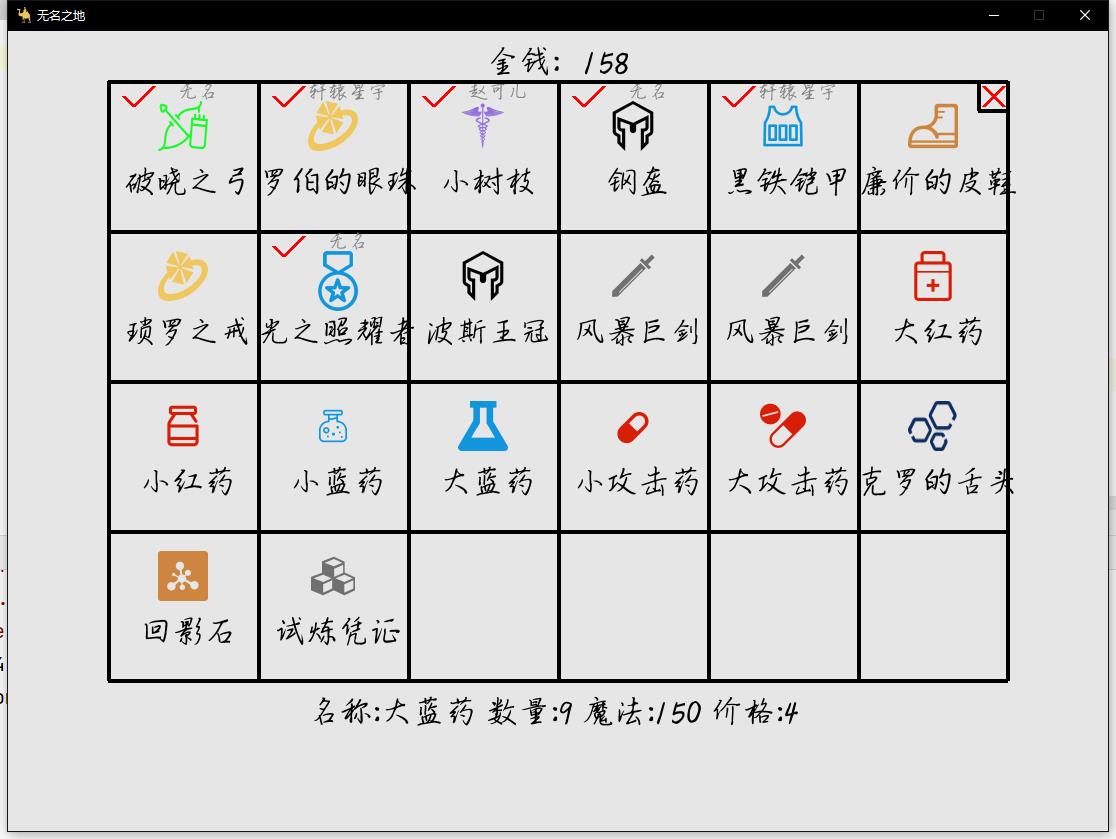 无名之地
金钱: 158
无名 轩辕星宇 赵可儿 无名 轩辕星宇
破晓之弓 罗伯的眼珠 小树枝 钢盔 黑铁铠甲 廉价的皮鞋
无名
琐罗之戒 光之照耀者 波斯王冠 风暴巨剑 风暴巨剑 大红药
小红药 小蓝药 大蓝药 小攻击药 大攻击药 克罗的舌头
回影石 试炼凭证
名称:大蓝药 数量:9 魔法:150 价格:4